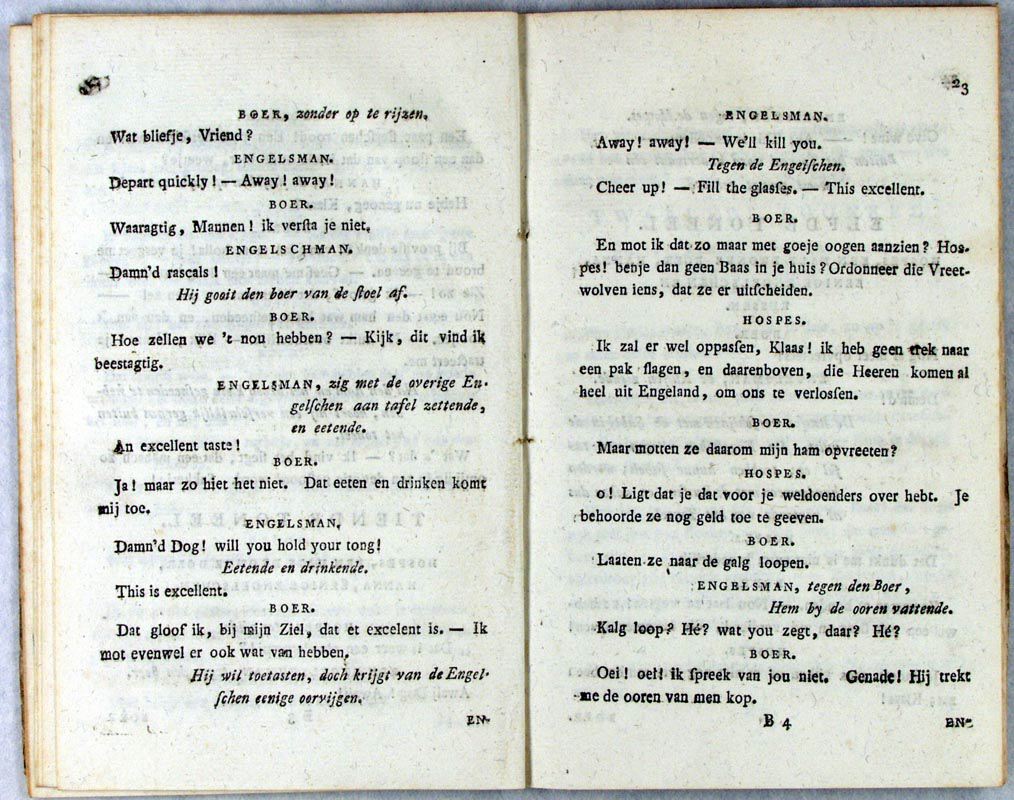 BOER, zonder op te rijzen.
Wat bliefje, Vriend?
ENGELSMAN.
Depart quickly! — Away! away!
BOER.
Waaragtig, Mannen! ik verſta je niet.
ENGELSCHMAN.
Damn'd rascals!
Hij gooit den boer van de ſtoel af.
BOER.
Hoe zellen we 't nou hebben? — Kijk, dit vind ik
beestagtig.
ENGELSMAN, zig met de overige En-
gelſchen aan tafel zettende,
en eetende.
An excellent taste!
BOER.
Ja! maar zo hiet het niet. Dat eeten en drinken komt
mij toe.
ENGELSMAN,
Damn'd Dog! will you hold your tong!
Eetende en drinkende.
This is excellent.
BOER.
Dat gloof ik, bij mijn Ziel, dat et excelent is. — Ik
mot evenwel er ook wat van hebben.
Hij wil toetasten, doch krijgt van de Engel-
ſchen eenige oorvijgen.
EN-
23
ENGELSMAN.
Away! away! — We'll kill you.
Tegen de Engelſchen.
Cheer up! — Fill the glaſſes. — This excellent.
BOER.
En mot ik dat zo maar met goeje oogen aanzien? Hos-
pes! benje dan geen Baas in je huis? Ordonneer die Vreet-
wolven iens, dat ze er uitſcheiden.
HOSPES.
Ik zal er wel oppaſſen, Klaas! ik heb geen trek naar
een pak ſlagen, en daarenboven, die Heeren komen al
heel uit Engeland, om ons te verloſſen.
BOER.
Maar motten ze daarom mijn ham opvreeten?
HOSPES.
o! Ligt dat je dat voor je weldoenders over hebt. Je
behoorde ze nog geld toe te geeven.
BOER.
Laaten ze naar de galg loopen.
ENGELSMAN, tegen den Boer,
Hem by de ooren vattende.
Kalg loop? Hé? wat you zegt, daar? Hé?
BOER.
Oei! oei! ik ſpreek van jou niet. Genade! Hij trekt
me de ooren van men kop.
B 4
EN-